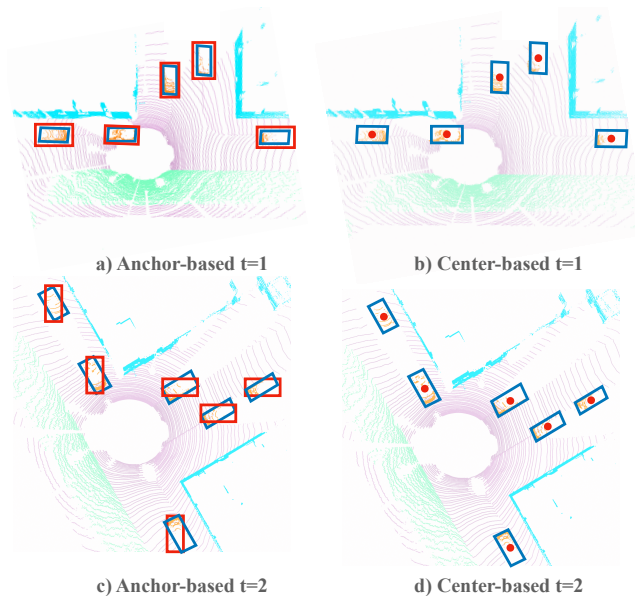 a) Anchor-based t=1
b) Center-based t=1
c) Anchor-based t=2
d) Center-based t=2